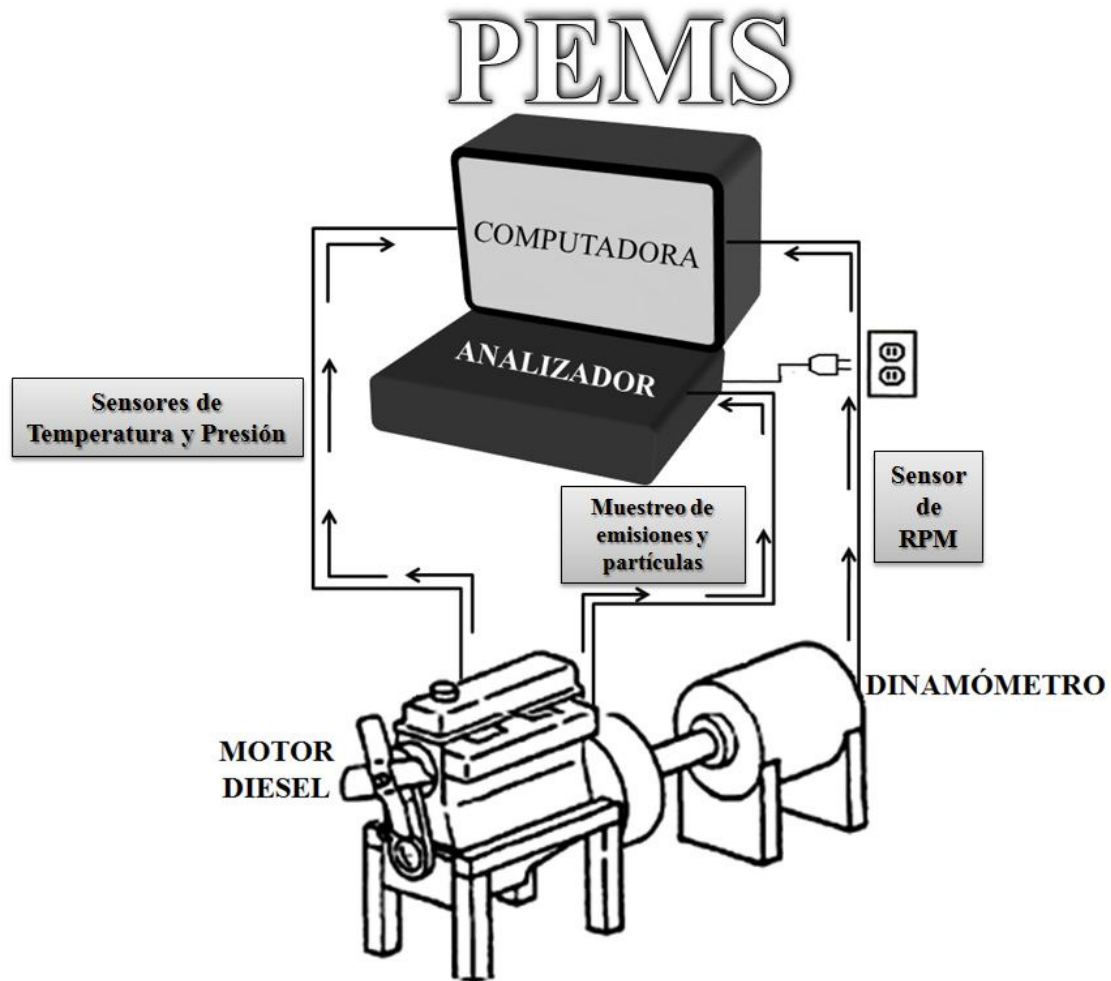 PEMS
COMPUTADORA
ANALIZADOR
Sensores de
Temperatura y Presión
Muestreo de
emisiones y
partículas
Sensor
de
RPM
DINAMÓMETRO
MOTOR
DIESEL